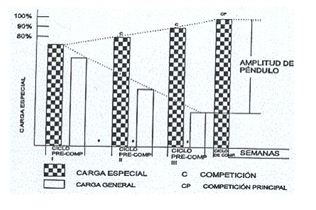 100%
90%
80%
CARGA ESPECIAL
C
C
CP
AMPLITUD DE
PÉNDULO
CICLO
PRE-COMP
I
CICLO
PRE-COMP
II
CICLO
PRE-COMP
III
CICLO
DE COMP.
SEMANAS
CARGA ESPECIAL
C COMPETICIÓN
CARGA GENERAL
CP COMPETICIÓN PRINCIPAL